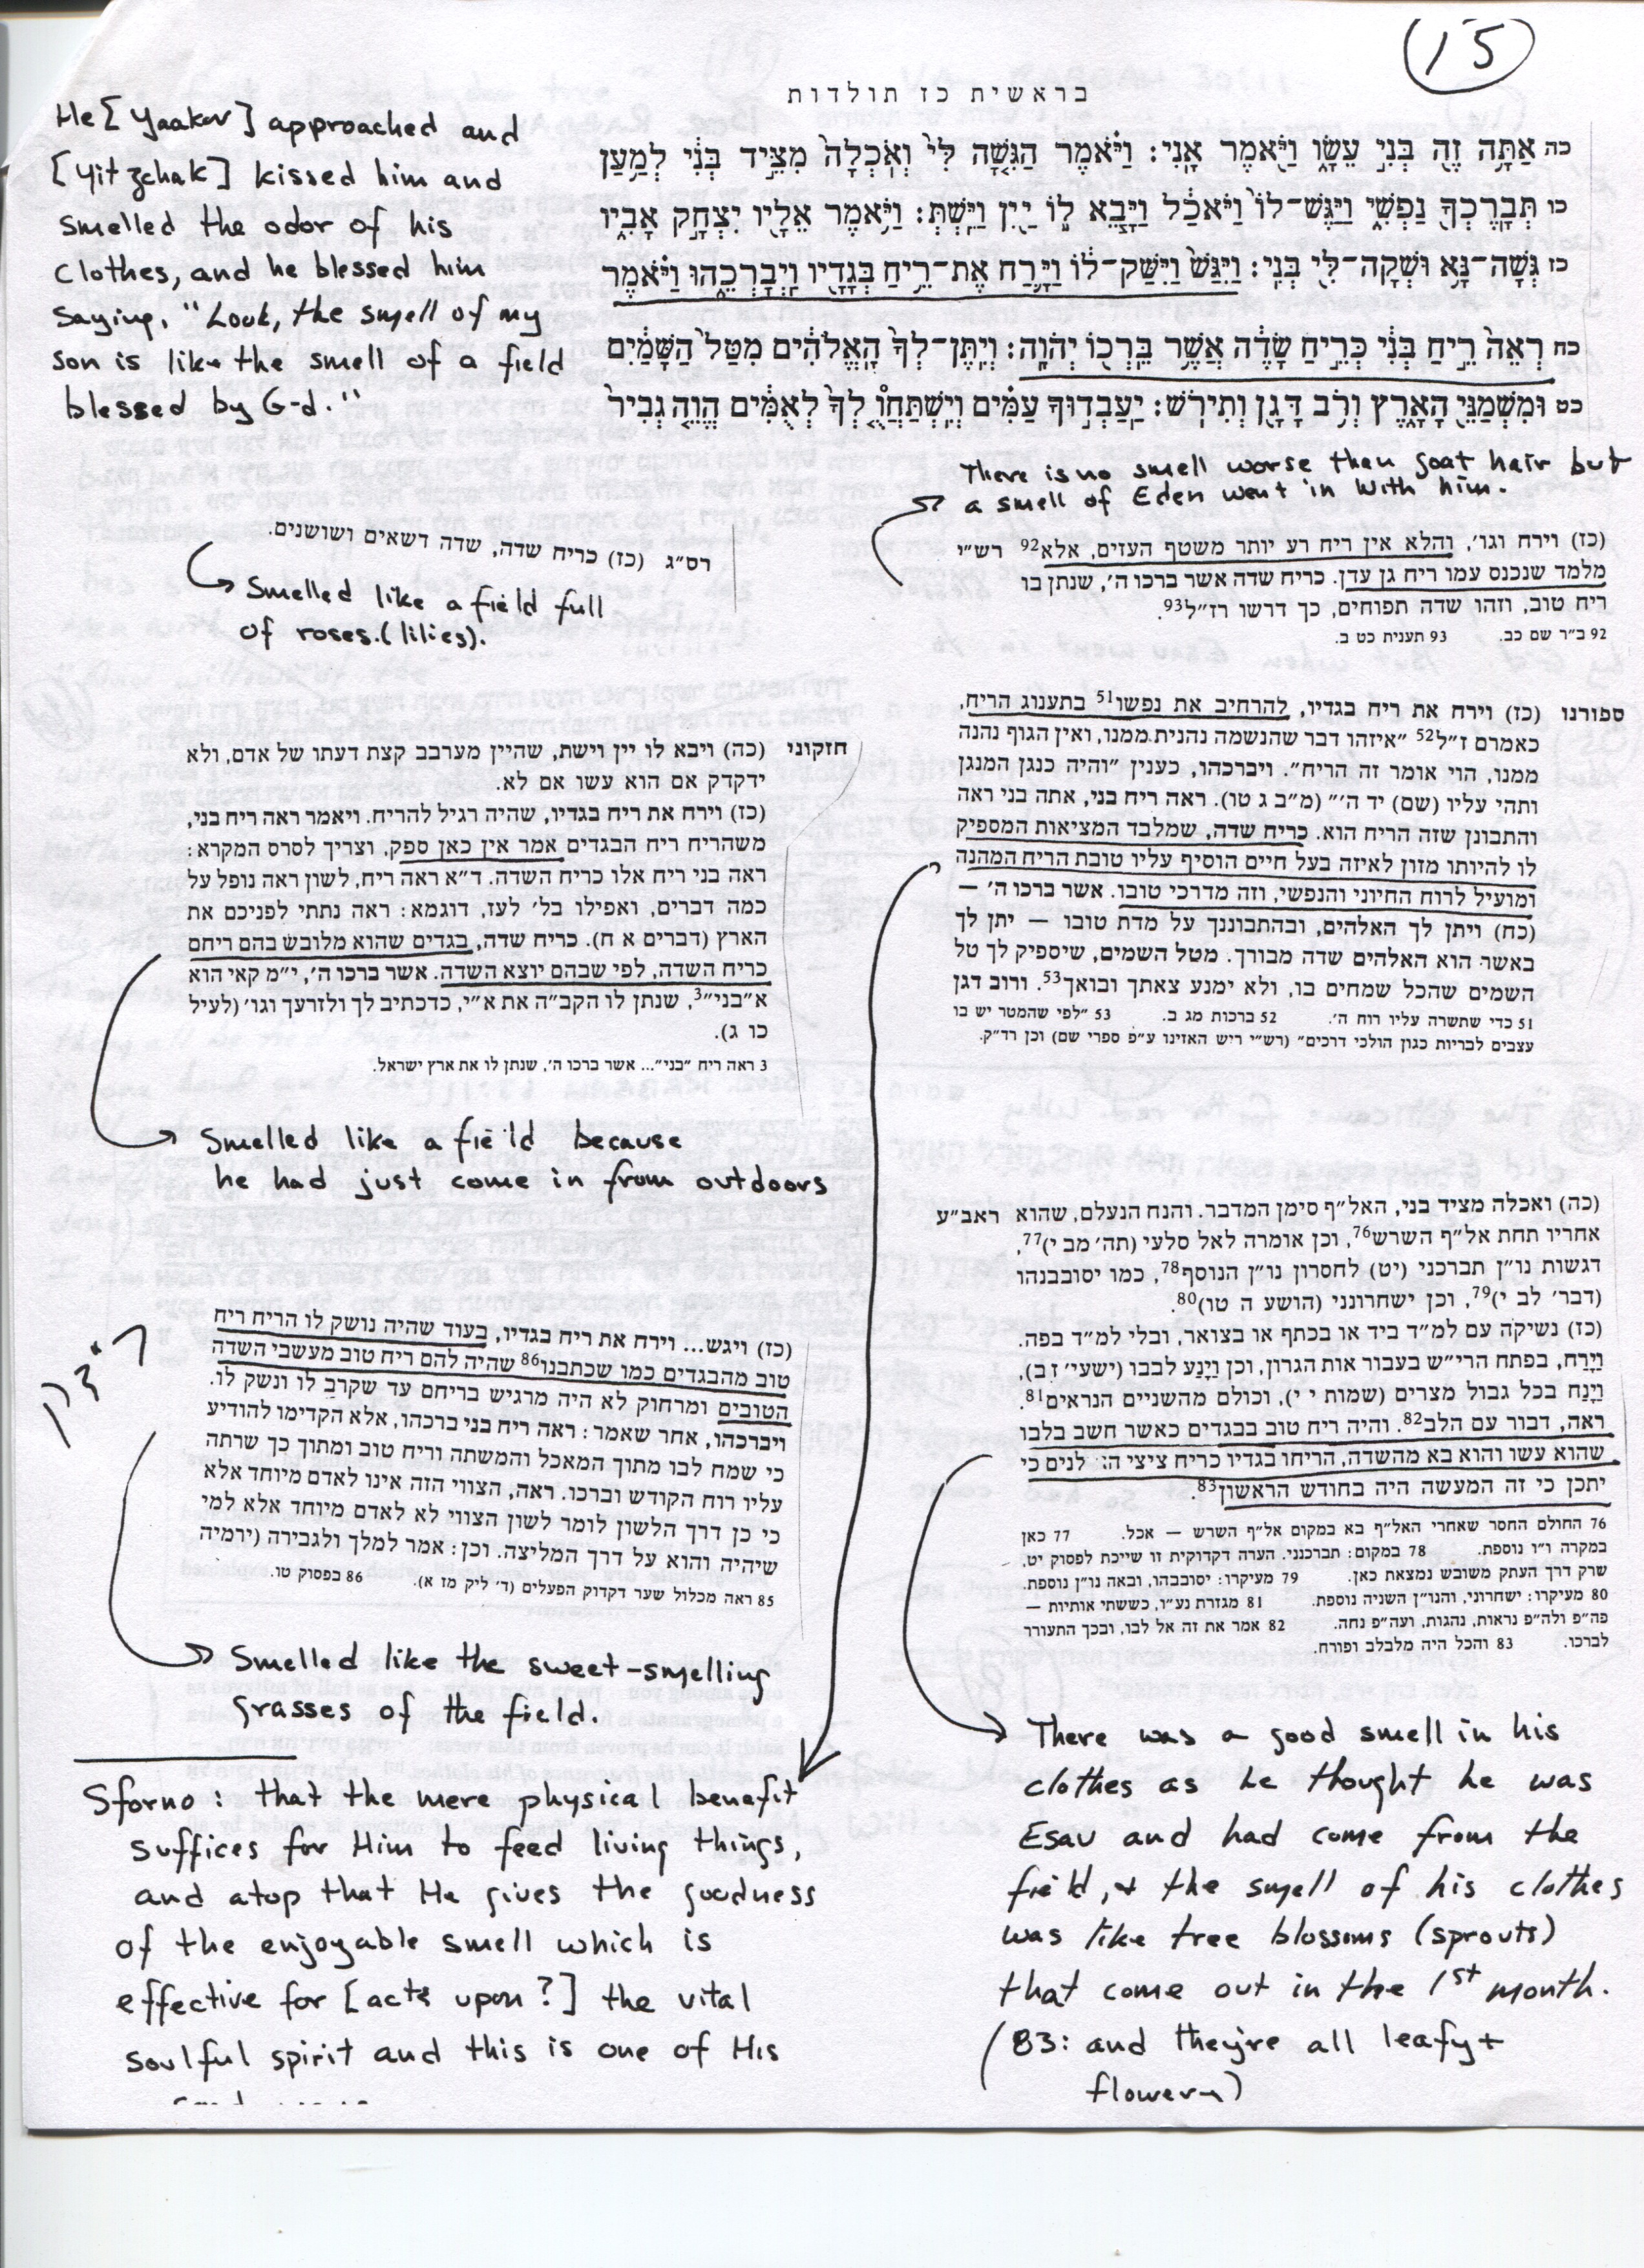 15
בראשית כז תולדות
He [Yaakov] approached and
[Yitzchak] kissed him and
smelled the odor of his
clothes, and he blessed him
saying, "Look, the smell of my
son is like the smell of a field
blessed by G-d."
כה אַתָּ֥ה זֶ֖ה בְּנִ֣י עֵשָׂ֑ו וַיֹּ֖אמֶר אָֽנִי׃ וַיֹּ֗אמֶר הַגִּ֤שָׁה לִּי֙ וְאֹֽכְלָה֙ מִצֵּ֣יד בְּנִ֔י לְמַ֥עַן
כו תְּבָֽרֶכְךָ֖ נַפְשִׁ֑י וַיַּגֶּשׁ־לוֹ֙ וַיֹּאכַ֔ל וַיָּ֧בֵא ל֦וֹ יַ֖יִן וַיֵּֽשְׁתְּ׃ וַיֹּ֥אמֶר אֵלָ֖יו יִצְחָ֣ק אָבִ֑יו
כז גְּשָׁה־נָּ֥א וּשְׁקָה־לִּ֖י בְּנִֽי׃ וַיִּגַּשׁ֙ וַיִּשַּׁק־ל֔וֹ וַיָּ֛רַח אֶת־רֵ֥יחַ בְּגָדָ֖יו וַֽיְבָרְכֵ֑הוּ וַיֹּ֗אמֶר
כח רְאֵה֙ רֵ֣יחַ בְּנִ֔י כְּרֵ֣יחַ שָׂדֶ֔ה אֲשֶׁ֥ר בֵּֽרְכ֖וֹ יְהֹוָֽה׃ וְיִֽתֶּן־לְךָ֙ הָֽאֱלֹהִ֔ים מִטַּל֙ הַשָּׁמַ֔יִם
כט וּמִשְׁמַנֵּ֖י הָאָ֑רֶץ וְרֹ֥ב דָּגָ֖ן וְתִירֹֽשׁ׃ יַֽעַבְד֣וּךָ עַמִּ֗ים וְיִֽשְׁתַּחֲו֤וּ לְךָ֙ לְאֻמִּ֔ים הֱוֵ֤ה גְבִיר֙
There is no smell worse than goat hair but
a smell of Eden went in with him.
רש״י (כז) וירח וגו׳, והלא אין ריח רע יותר משטף העזים, אלא92
מלמד שנכנס עמו ריח גן עדן. כריח שדה אשר ברכו ה׳, שנתן בו
ריח טוב, וזהו שדה תפוחים, כך דרשו רז״ל93.
92 ב״ר שם כב. 93 תענית כט ב.
רס״ג (כז) כריח שדה, שדה דשאים ושושנים.
Smelled like a field full
of roses.(lilies).
ספורנו (כז) וירח את ריח בגדיו, להרחיב את נפשו51 בתענוג הריח,
כאמרם ז״ל52 ״איזהו דבר שהנשמה נהנית ממנו, ואין הגוף נהנה
ממנו, הוי אומר זה הריח״. ויברכהו, כענין ״והיה כנגן המנגן
ותהי עליו (שם) יד ה׳״ (מ״ב ג טו). ראה ריח בני, אתה בני ראה
והתבונן שזה הריח הוא. כריח שדה, שמלבד המציאות המספיק
לו להיותו מזון לאיזה בעל חיים הוסיף עליו טובת הריח המהנה
ומועיל לרוח החיוני והנפשי, וזה מדרכי טובו. אשר ברכו ה׳ —
(כח) ויתן לך האלהים, ובהתבוננך על מדת טובו — יתן לך
באשר הוא האלהים שדה מבורך. מטל השמים, שיספיק לך טל
השמים שהכל שמחים בו, ולא ימנע צאתך ובואך53. ורוב דגן
51 כדי שתשרה עליו רוח ה׳. 52 ברכות מג ב. 53 ״לפי שהמטר יש בו
עצבים לבריות כגון הולכי דרכים״ (רש״י ריש האזינו ע״פ ספרי שם) וכן רד״ק.
חזקוני (כה) ויבא לו יין וישת, שהיין מערבב קצת דעתו של אדם, ולא
ידקדק אם הוא עשו אם לא.
(כז) וירח את ריח בגדיו, שהיה רגיל להריח. ויאמר ראה ריח בני,
משהריח ריח הבגדים אמר אין כאן ספק, וצריך לסרס המקרא:
ראה בני ריח אלו כריח השדה. ד״א ראה ריח, לשון ראה נופל על
כמה דברים, ואפילו בל׳ לעז, דוגמא: ראה נתתי לפניכם את
הארץ (דברים א ח). כריח שדה, בגדים שהוא מלובש בהם ריחם
כריח השדה, לפי שבהם יוצא השדה. אשר ברכו ה׳, י״מ קאי הוא
א״בני״3, שנתן לו הקב״ה את א״י, כדכתיב לך ולזרעך וגו׳ (לעיל
כו ג).
3 ראה ריח ״בני״... אשר ברכו ה׳, שנתן לו את ארץ ישראל.
Smelled like a field because
he had just come in from outdoors
ראב״ע (כה) ואכלה מציד בני, האל״ף סימן המדבר. והנח הנעלם, שהוא
אחריו תחת אל״ף השרש76, וכן אומרה לאל סלעי (תה׳ מב י)77,
דגשות נו״ן תברכני (יט) לחסרון נו״ן הנוסף78, כמו יסובבנהו
(דבר׳ לב י)79, וכן ישחרונני (הושע ה טו)80.
(כז) נשיקה עם למ״ד ביד או בכתף או בצואר, ובלי למ״ד בפה.
וַיָּרַח, בפתח הרי״ש בעבור אות הגרון, וכן וַיָּנַע לבבו (ישעי׳ ז ב),
וַיָּנַח בכל גבול מצרים (שמות י י), וכולם מהשניים הנראים81.
ראה, דבור עם הלב82. והיה ריח טוב בבגדים כאשר חשב בלבו
שהוא עשו והוא בא מהשדה, הריחו בגדיו כריח ציצי לנים כי
יתכן כי זה המעשה היה בחודש הראשון83.
76 החולם החסר שאחרי האל״ף בא במקום אל״ף השרש — אכל. 77 כאן
במקרה וי״ו נוספת. 78 במקום: תברכנני. הערה דקדוקית זו שייכת לפסוק יט,
שרק דרך העתק משובש נמצאת כאן. 79 מעיקרו: יסובבהו, ובאה נו״ן נוספת.
80 מעיקרו: ישחרוני, והנו״ן השניה נוספת. 81 מגזרת נע״ו, כששתי אותיות —
פה״פ ולה״פ נראות, נהגות, ועה״פ נחה. 82 אמר את זה אל לבו, ובכך התעורר
לברכו. 83 והכל היה מלבלב ופורח.
רד״ק
(כז) ויגש... וירח את ריח בגדיו, בעוד שהיה נושק לו הריח ריח
טוב מהבגדים כמו שכתבנו86 שהיה להם ריח טוב מעשבי השדה
הטובים ומרחוק לא היה מרגיש בריחם עד שקרב לו ונשק לו.
ויברכהו, אחר שאמר: ראה ריח בני ברכהו, אלא הקדימו להודיע
כי שמח לבו מתוך המאכל והמשתה וריח טוב ומתוך כך שרתה
עליו רוח הקודש וברכו. ראה, הצווי הזה אינו לאדם מיוחד אלא
כי כן דרך הלשון לומר לשון הצווי לא לאדם מיוחד אלא למי
שיהיה והוא על דרך המליצה. וכן: אמר למלך ולגבירה (ירמיה
85 ראה מכלול שער דקדוק הפעלים (ד׳ ליק מז א). 86 בפסוק טו.
Smelled like the sweet-smelling
grasses of the field.
Sforno: that the mere physical benefit
suffices for Him to feed living things,
and atop that He gives the goodness
of the enjoyable smell which is
effective for [acts upon?] the vital
soulful spirit and this is one of His
There was a good smell in his
clothes as he thought he was
Esav and had come from the
field, + the smell of his clothes
was like tree blossoms (sprouts)
that come out in the 1st month.
(83: and they're all leafy +
flowery)